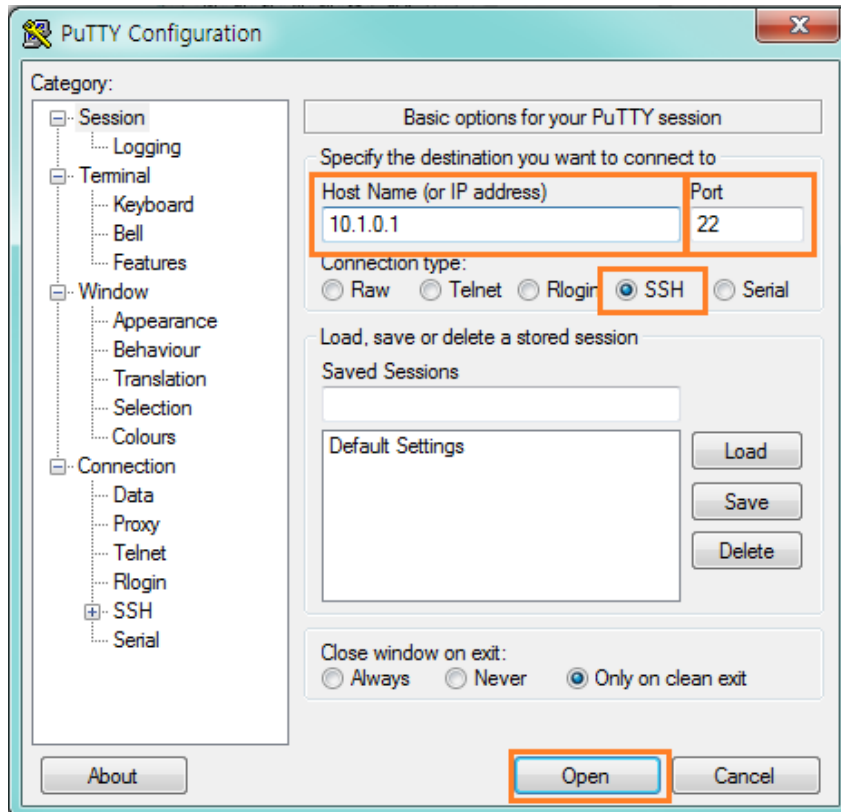 PuTTY Configuration
Category:
Session
Logging
Terminal
Keyboard
Bell
Features
Window
Appearance
Behaviour
Translation
Selection
Colours
Connection
Data
Proxy
Telnet
Rlogin
SSH
Serial
Basic options for your PuTTY session
Specify the destination you want to connect to
Host Name (or IP address) Port
10.1.0.1 22
Connection type:
Raw Telnet Rlogin SSH Serial
Load, save or delete a stored session
Saved Sessions
Default Settings
Load
Save
Delete
Close window on exit:
Always Never Only on clean exit
About Open Cancel